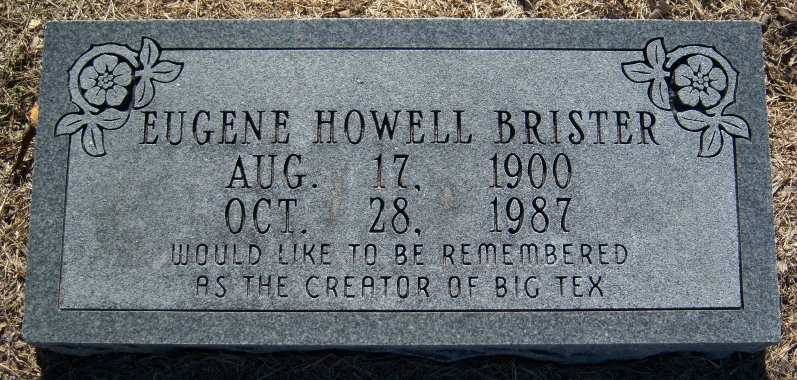 EUGENE HOWELL BRISTER
AUG. 17, 1900
OCT. 28, 1987
WOULD LIKE TO BE REMEMBERED
AS THE CREATOR OF BIG TEX